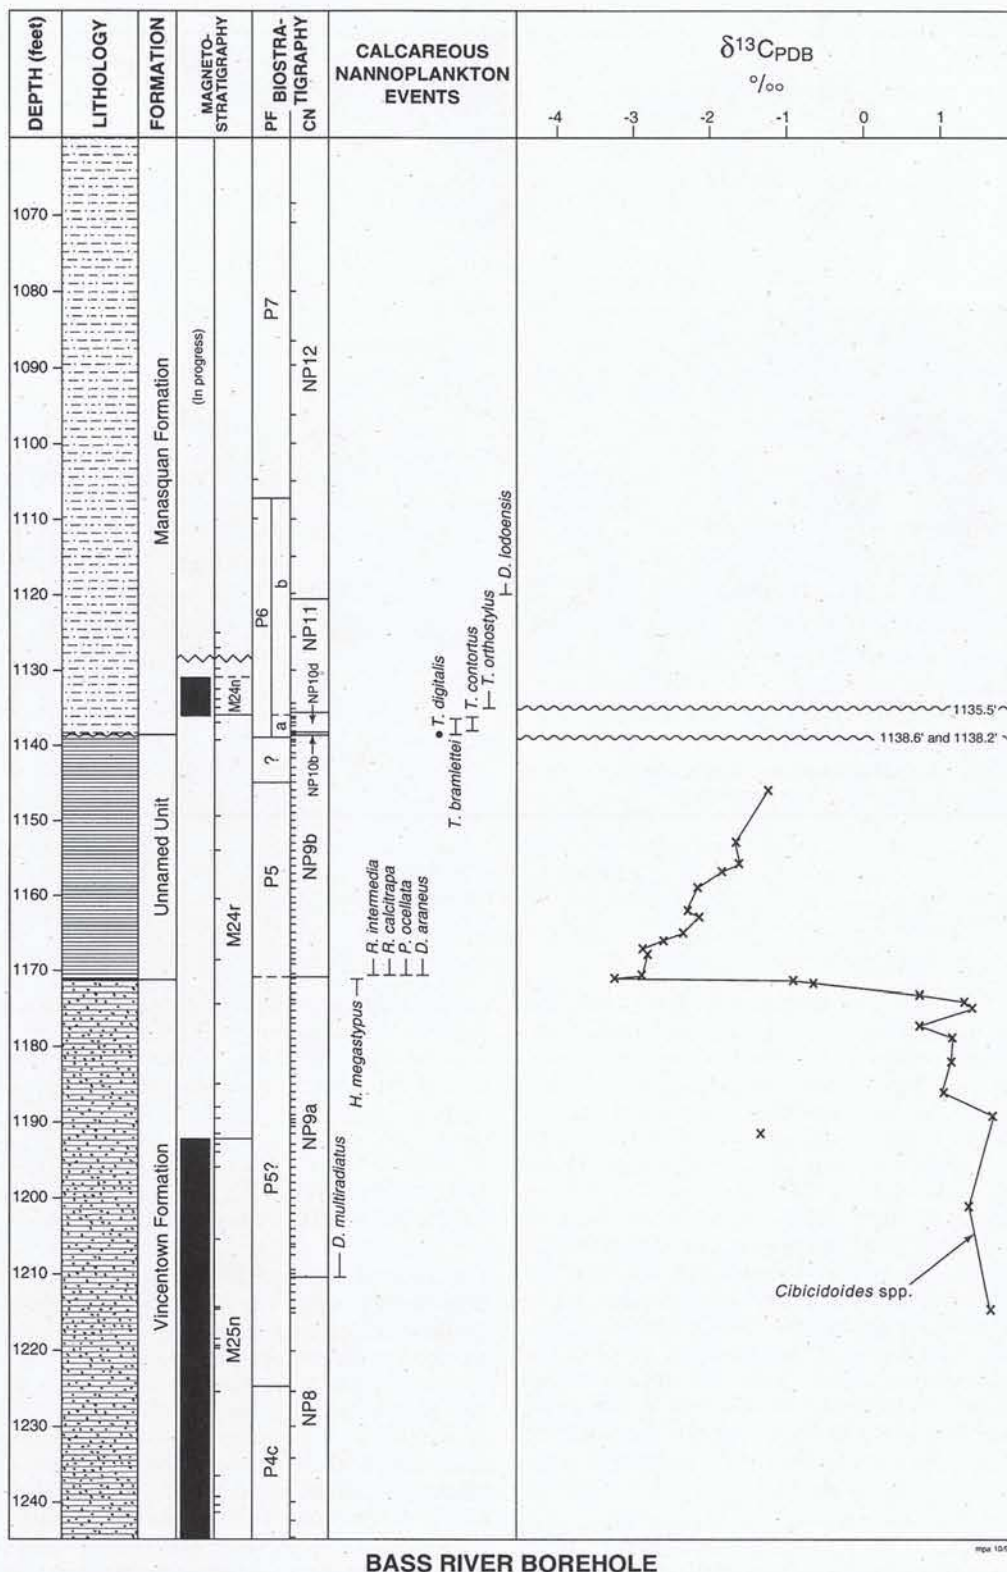 DEPTH (feet)
LITHOLOGY
FORMATION
MAGNETO-
STRATIGRAPHY
BIOSTRA-
TIGRAPHY
PF
CN
CALCAREOUS
NANNOPLANKTON
EVENTS
δ13CPDB
o/oo
-4 -3 -2 -1 0 1
1070
1080
1090
1100
1110
1120
1130
1140
1150
1160
1170
1180
1190
1200
1210
1220
1230
1240
Manasquan Formation
Unnamed Unit
Vincentown Formation
(In progress)
M24n
M24r
M25n
P7
P6
b
a
?
P5
P5?
P4c
NP12
NP11
NP10d
NP10b
NP9b
NP9a
NP8
D. lodoensis
T. orthostylus
T. contortus
T. digitalis
T. bramlettei
R. intermedia
R. calcitrapa
P. ocellata
D. araneus
H. megastypus
D. multiradiatus
1135.5'
1138.6' and 1138.2'
Cibicidoides spp.
BASS RIVER BOREHOLE